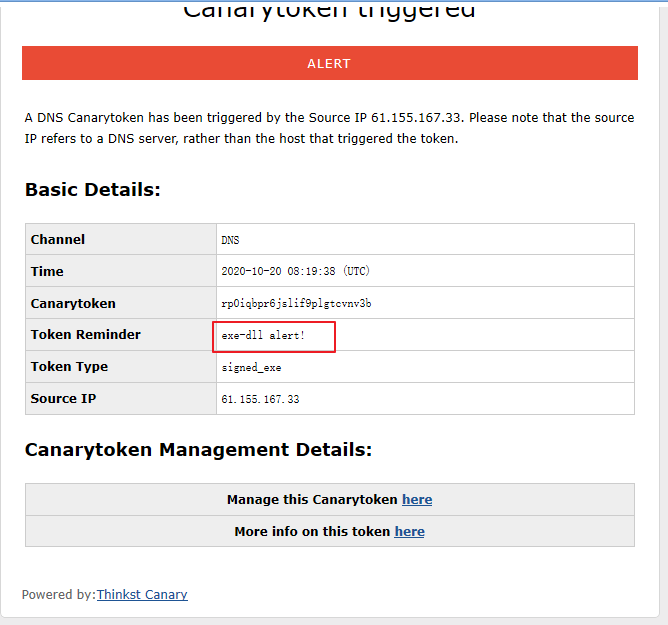 Canarytoken triggered
ALERT
A DNS Canarytoken has been triggered by the Source IP 61.155.167.33. Please note that the source
IP refers to a DNS server, rather than the host that triggered the token.
Basic Details:
Channel DNS
Time 2020-10-20 08:19:38 (UTC)
Canarytoken rp0iqbpr6jslif9plgtcvnv3b
Token Reminder exe-dll alert!
Token Type signed_exe
Source IP 61.155.167.33
Canarytoken Management Details:
Manage this Canarytoken here
More info on this token here
Powered by:Thinkst Canary